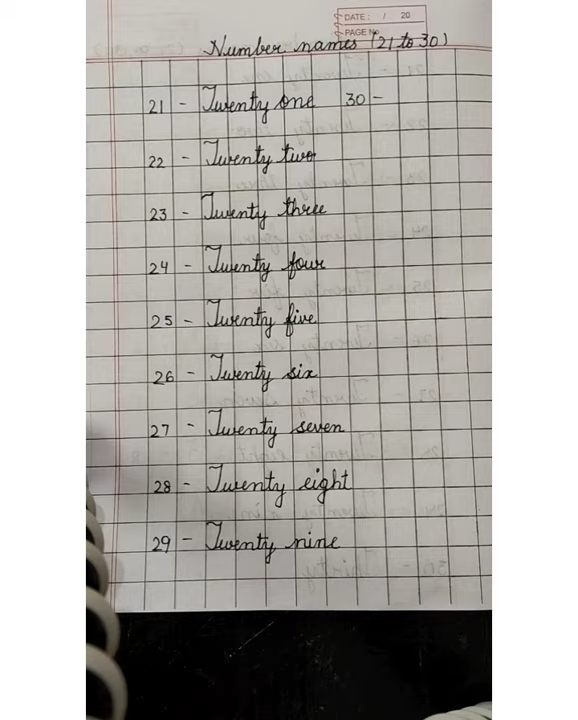 DATE: / 20
PAGE No
Number names (21 to 30)
21 - Twenty one 30 -
22 - Twenty two
23 - Twenty three
24 - Twenty four
25 - Twenty five
26 - Twenty six
27 - Twenty seven
28 - Twenty eight
29 - Twenty nine